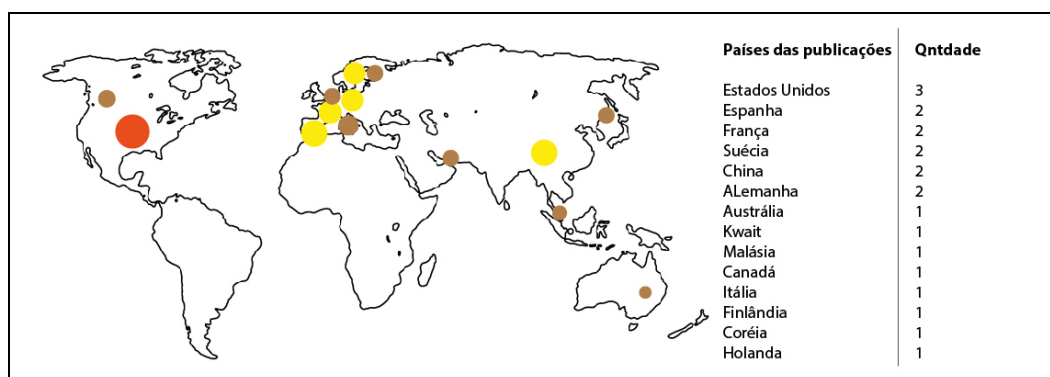 Países das publicações Qntdade
Estados Unidos 3
Espanha 2
França 2
Suécia 2
China 2
ALemanha 2
Austrália 1
Kwait 1
Malásia 1
Canadá 1
Itália 1
Finlândia 1
Coréia 1
Holanda 1